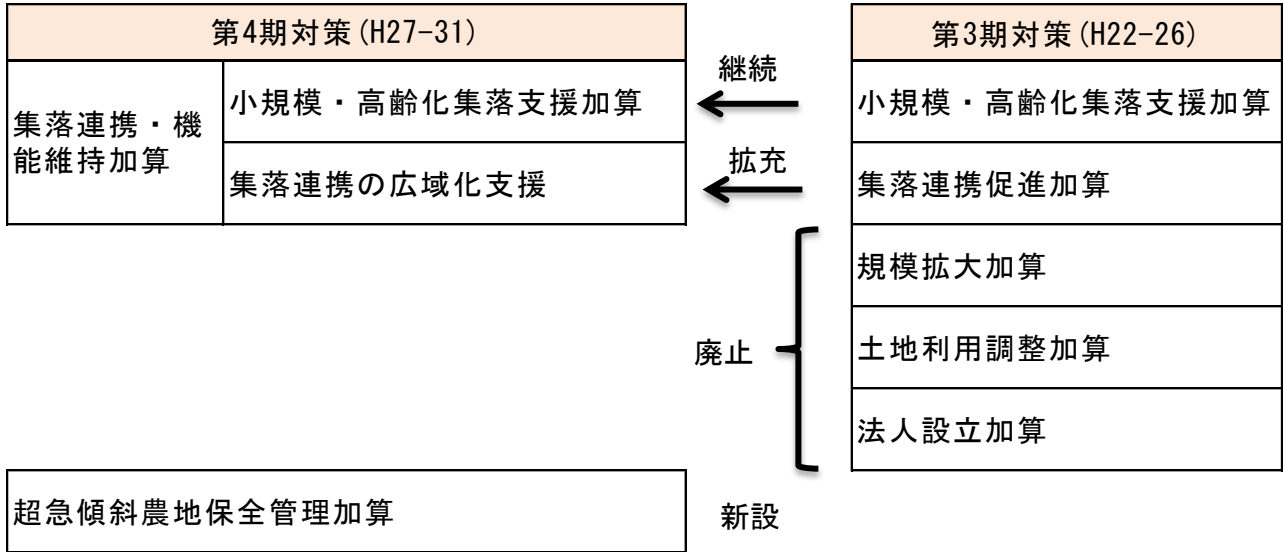 第4期対策(H27-31)
第3期対策(H22-26)
集落連携・機
能維持加算
小規模・高齢化集落支援加算
継続
小規模・高齢化集落支援加算
集落連携の広域化支援
拡充
集落連携促進加算
規模拡大加算
廃止
土地利用調整加算
法人設立加算
超急傾斜農地保全管理加算
新設